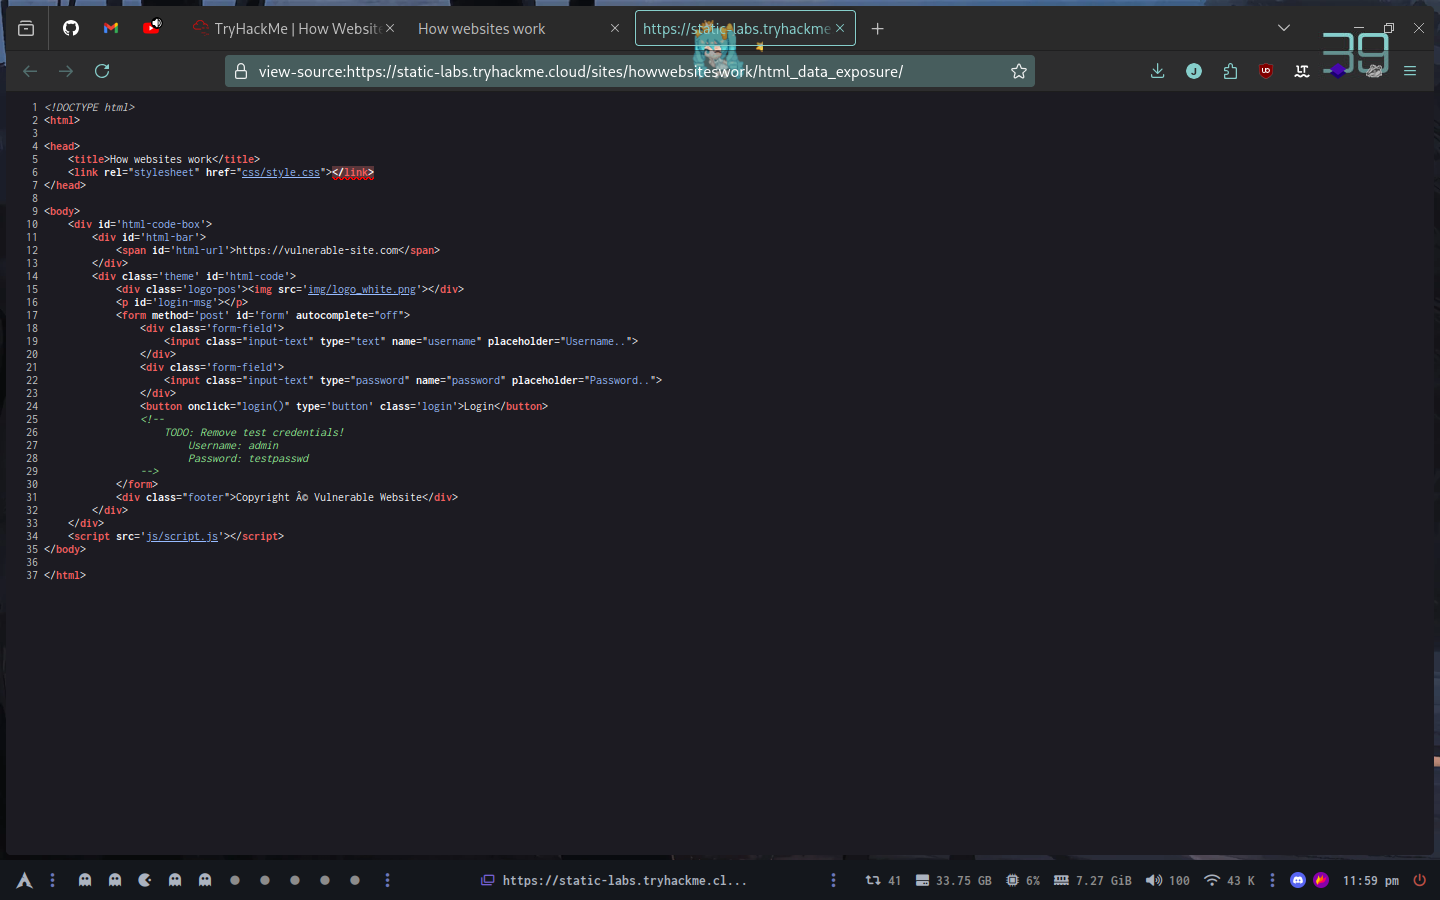 TryHackMe | How Website
How websites work
https://static-labs.tryhackme
39
view-source:https://static-labs.tryhackme.cloud/sites/howwebsiteswork/html_data_exposure/
J
UD
LT
1 <!DOCTYPE html>
2 <html>
3
4 <head>
5     <title>How websites work</title>
6     <link rel="stylesheet" href="css/style.css"></link>
7 </head>
8
9 <body>
10     <div id='html-code-box'>
11         <div id='html-bar'>
12             <span id='html-url'>https://vulnerable-site.com</span>
13         </div>
14         <div class='theme' id='html-code'>
15             <div class='logo-pos'><img src='img/logo_white.png'></div>
16             <p id='login-msg'></p>
17             <form method='post' id='form' autocomplete="off">
18                 <div class='form-field'>
19                     <input class="input-text" type="text" name="username" placeholder="Username..">
20                 </div>
21                 <div class='form-field'>
22                     <input class="input-text" type="password" name="password" placeholder="Password..">
23                 </div>
24                 <button onclick="login()" type='button' class='login'>Login</button>
25                 <!--
26                     TODO: Remove test credentials!
27                         Username: admin
28                         Password: testpasswd
29                 -->
30             </form>
31             <div class="footer">Copyright Â© Vulnerable Website</div>
32         </div>
33     </div>
34     <script src='js/script.js'></script>
35 </body>
36
37 </html>
https://static-labs.tryhackme.cl... 41 33.75 GB 6% 7.27 GiB 100 43 K 11:59 pm